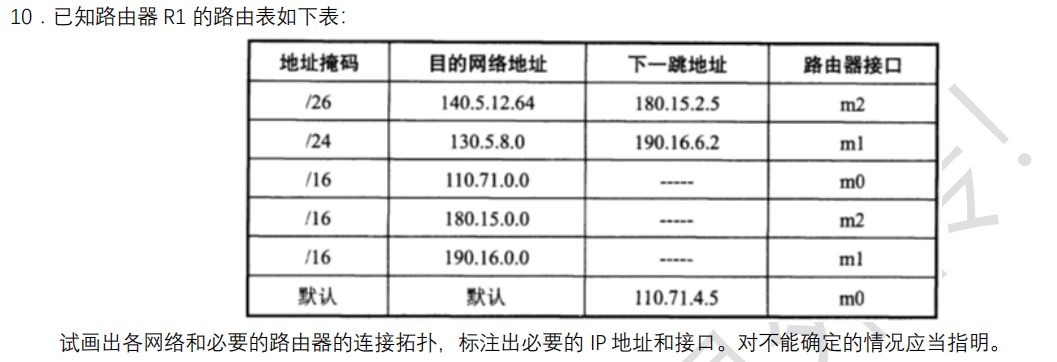 10．已知路由器 R1 的路由表如下表：
地址掩码 目的网络地址 下一跳地址 路由器接口
/26 140.5.12.64 180.15.2.5 m2
/24 130.5.8.0 190.16.6.2 m1
/16 110.71.0.0 ----- m0
/16 180.15.0.0 ----- m2
/16 190.16.0.0 ----- m1
默认 默认 110.71.4.5 m0
试画出各网络和必要的路由器的连接拓扑，标注出必要的 IP 地址和接口。对不能确定的情况应当指明。